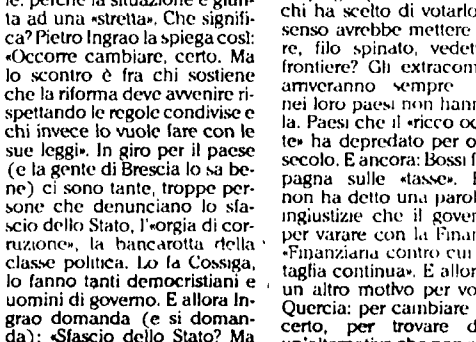 le: perché la situazione è giun-
ta ad una «stretta». Che signifi-
ca? Pietro Ingrao la spiega così:
«Occorre cambiare, certo. Ma
lo scontro è fra chi sostiene
che la riforma deve avvenire ri-
spettando le regole condivise e
chi invece lo vuole fare con le
sue leggi». In giro per il paese
(e la gente di Brescia lo sa be-
ne) ci sono tante, troppe per-
sone che denunciano lo sfa-
scio dello Stato, l'«orgia di cor-
ruzione», la bancarotta della
classe politica. Lo fa Cossiga,
lo fanno tanti democristiani e
uomini di governo. E allora In-
grao domanda (e si doman-
da): «Sfascio dello Stato? Ma
chi ha scelto di votarlo
senso avrebbe mettere
re, filo spinato, vedet
frontiere? Gli extracom
arriveranno sempre
nei loro paesi non hann
la. Paesi che il «ricco oc
te» ha depredato per o
secolo. E ancora: Bossi f
pagna sulle «tasse».
non ha detto una parol
ingiustizie che il gover
per varare con la Finan
«Finanziaria contro cui
taglia continua». E allor
un altro motivo per vo
Quercia: per cambiare
certo, per trovare d